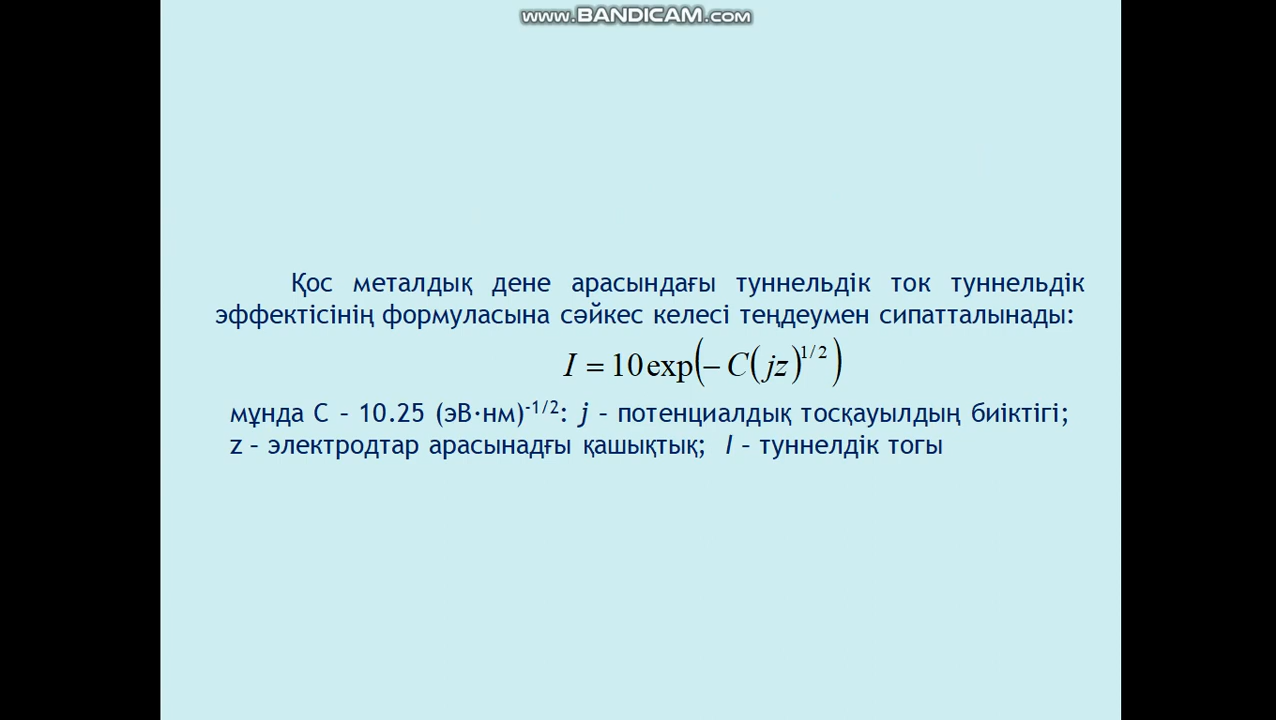 www.BANDICAM.com
Қос металдық дене арасындағы туннельдік ток туннельдік
эффектісінің формуласына сәйкес келесі теңдеумен сипатталынады:
I = 10 exp(– C(jz)^1/2)
мұнда С – 10.25 (эВ·нм)^-1/2: j – потенциалдық тосқауылдың биіктігі;
z – электродтар арасынадғы қашықтық; I – туннелдік тогы